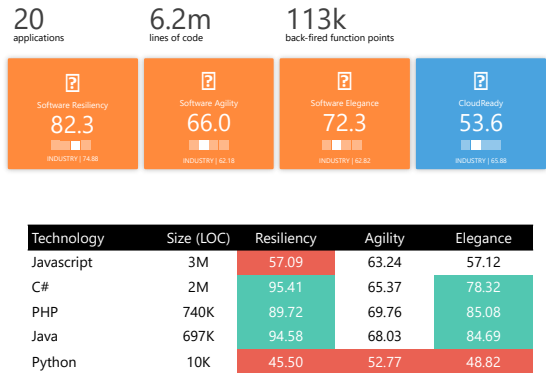 20 6.2m 113k
applications lines of code back-fired function points
Software Resiliency Software Agility Software Elegance CloudReady
82.3 66.0 72.3 53.6
INDUSTRY | 74.88 INDUSTRY | 62.18 INDUSTRY | 62.82 INDUSTRY | 65.88
Technology Size (LOC) Resiliency Agility Elegance
Javascript 3M 57.09 63.24 57.12
C# 2M 95.41 65.37 78.32
PHP 740K 89.72 69.76 85.08
Java 697K 94.58 68.03 84.69
Python 10K 45.50 52.77 48.82